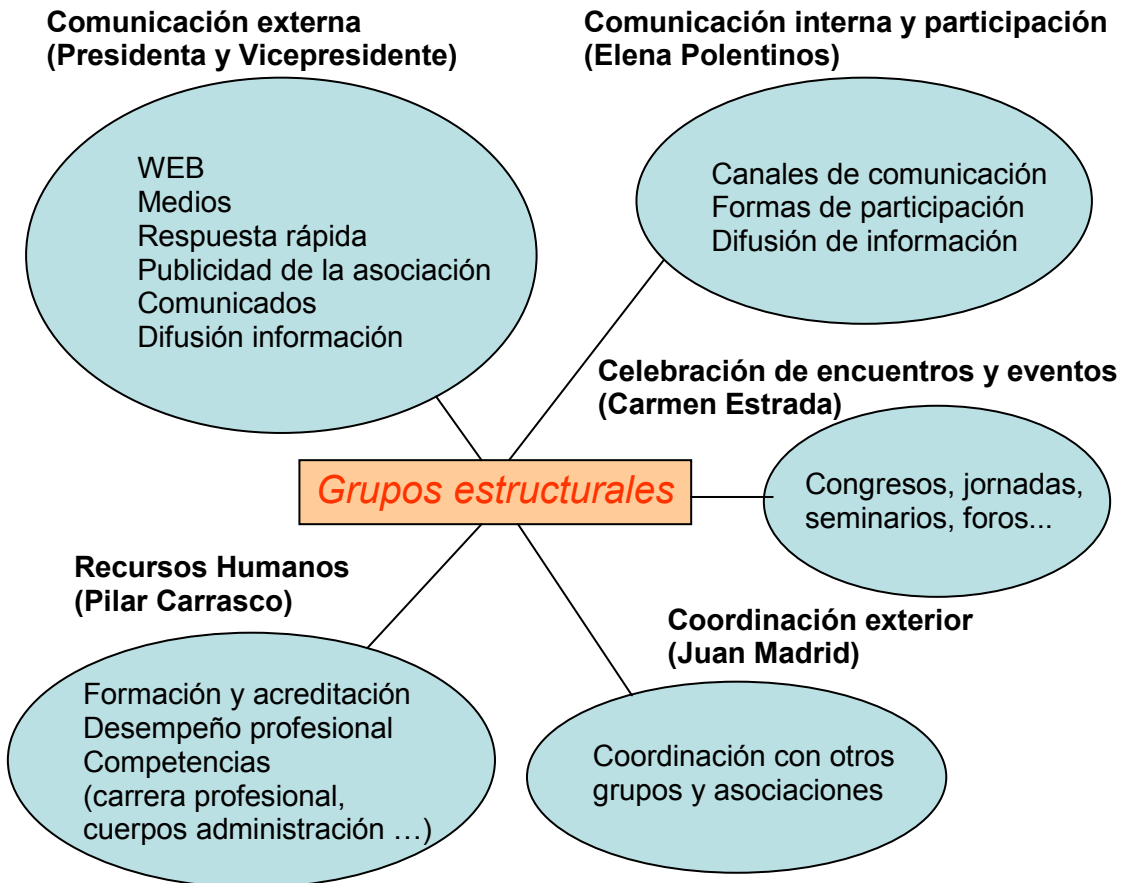 Comunicación externa
(Presidenta y Vicepresidente)
WEB
Medios
Respuesta rápida
Publicidad de la asociación
Comunicados
Difusión información
Comunicación interna y participación
(Elena Polentinos)
Canales de comunicación
Formas de participación
Difusión de información
Celebración de encuentros y eventos
(Carmen Estrada)
Congresos, jornadas,
seminarios, foros...
Grupos estructurales
Recursos Humanos
(Pilar Carrasco)
Formación y acreditación
Desempeño profesional
Competencias
(carrera profesional,
cuerpos administración …)
Coordinación exterior
(Juan Madrid)
Coordinación con otros
grupos y asociaciones